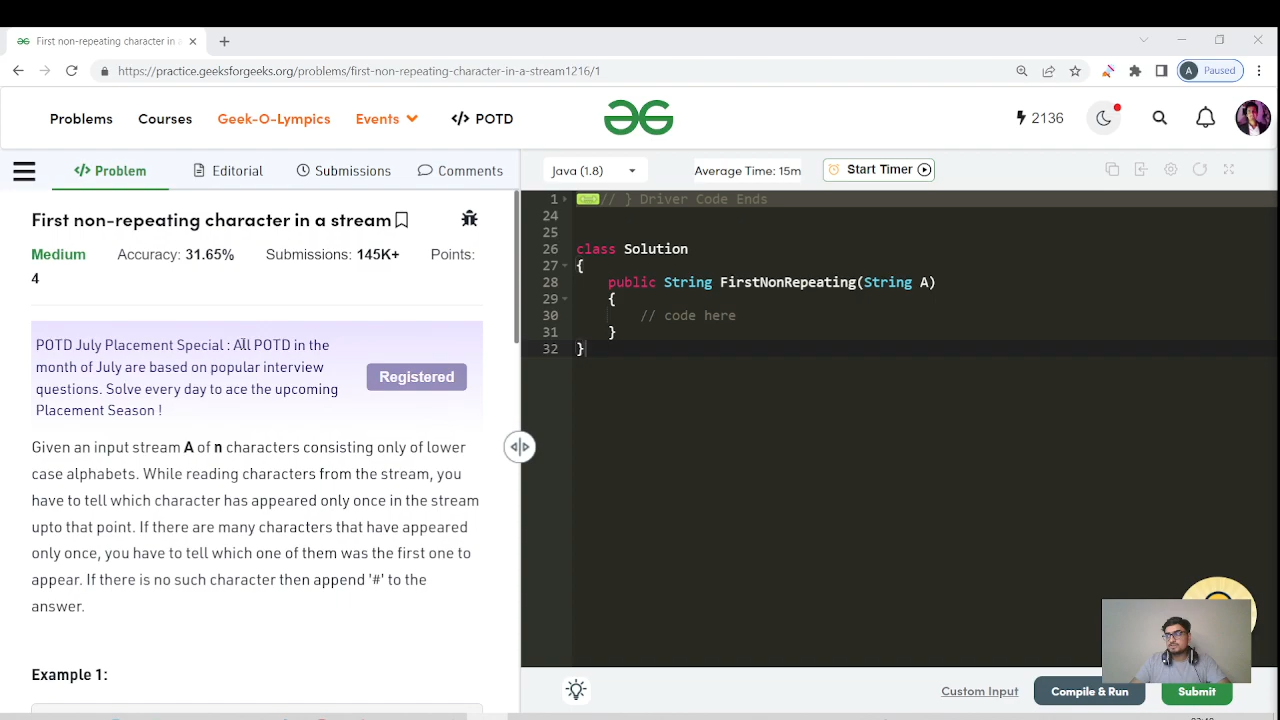 First non-repeating character in a
https://practice.geeksforgeeks.org/problems/first-non-repeating-character-in-a-stream1216/1
A Paused
Problems Courses Geek-O-Lympics Events </> POTD 2136
</> Problem Editorial Submissions Comments
Java (1.8) Average Time: 15m Start Timer
First non-repeating character in a stream
Medium Accuracy: 31.65% Submissions: 145K+ Points:
4
POTD July Placement Special : All POTD in the
month of July are based on popular interview
questions. Solve every day to ace the upcoming
Placement Season !
Registered
Given an input stream A of n characters consisting only of lower
case alphabets. While reading characters from the stream, you
have to tell which character has appeared only once in the stream
upto that point. If there are many characters that have appeared
only once, you have to tell which one of them was the first one to
appear. If there is no such character then append '#' to the
answer.
Example 1:
1 // } Driver Code Ends
24
25
26 class Solution
27 {
28 public String FirstNonRepeating(String A)
29 {
30 // code here
31 }
32 }
Custom Input Compile & Run Submit